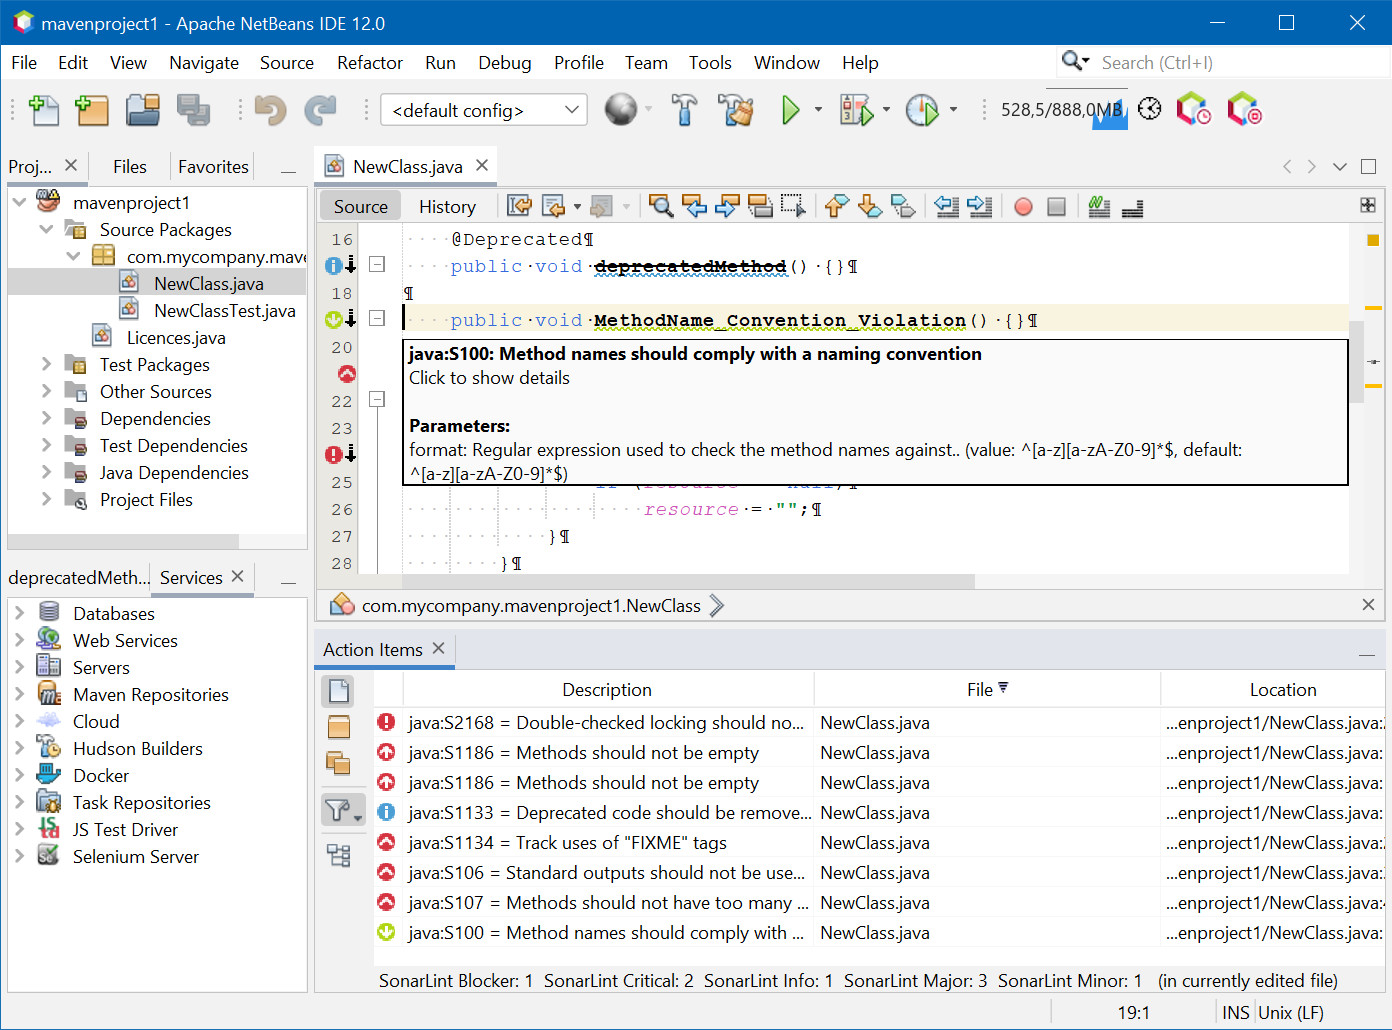 mavenproject1 - Apache NetBeans IDE 12.0
File Edit View Navigate Source Refactor Run Debug Profile Team Tools Window Help
Search (Ctrl+I)
<default config>
528,5/888,0MB
Proj... Files Favorites
mavenproject1
Source Packages
com.mycompany.mave
NewClass.java
NewClassTest.java
Licences.java
Test Packages
Other Sources
Dependencies
Test Dependencies
Java Dependencies
Project Files
deprecatedMeth... Services
Databases
Web Services
Servers
Maven Repositories
Cloud
Hudson Builders
Docker
Task Repositories
JS Test Driver
Selenium Server
NewClass.java
Source History
16 ····@Deprecated¶
····public·void·deprecatedMethod()·{}¶
18 ¶
····public·void·MethodName_Convention_Violation()·{}¶
20
22
23
25
26 resource·=·"";¶
27 }¶
28 }¶
java:S100: Method names should comply with a naming convention
Click to show details
Parameters:
format: Regular expression used to check the method names against.. (value: ^[a-z][a-zA-Z0-9]*$, default:
^[a-z][a-zA-Z0-9]*$)
com.mycompany.mavenproject1.NewClass
Action Items
Description File Location
java:S2168 = Double-checked locking should no... NewClass.java ...enproject1/NewClass.java:
java:S1186 = Methods should not be empty NewClass.java ...enproject1/NewClass.java:
java:S1186 = Methods should not be empty NewClass.java ...enproject1/NewClass.java:
java:S1133 = Deprecated code should be remove... NewClass.java ...enproject1/NewClass.java:
java:S1134 = Track uses of "FIXME" tags NewClass.java ...enproject1/NewClass.java:
java:S106 = Standard outputs should not be use... NewClass.java ...enproject1/NewClass.java:
java:S107 = Methods should not have too many ... NewClass.java ...enproject1/NewClass.java:
java:S100 = Method names should comply with ... NewClass.java ...enproject1/NewClass.java:
SonarLint Blocker: 1 SonarLint Critical: 2 SonarLint Info: 1 SonarLint Major: 3 SonarLint Minor: 1 (in currently edited file)
19:1 INS Unix (LF)